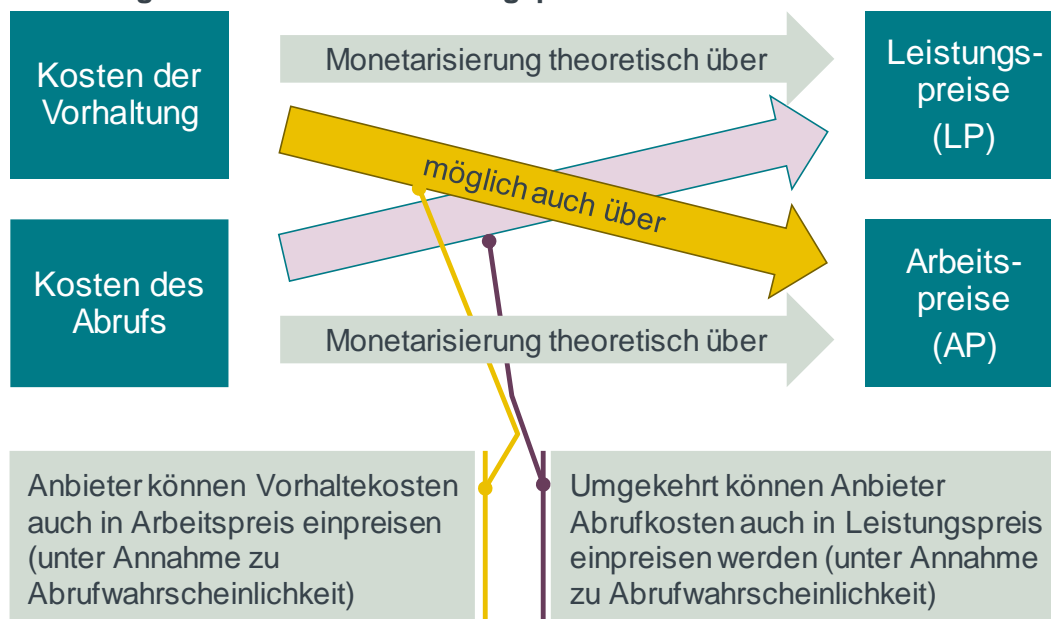 Kosten der
Vorhaltung
Monetarisierung theoretisch über
Leistungs-
preise
(LP)
möglich auch über
Kosten des
Abrufs
Monetarisierung theoretisch über
Arbeits-
preise
(AP)
Anbieter können Vorhaltekosten
auch in Arbeitspreis einpreisen
(unter Annahme zu
Abrufwahrscheinlichkeit)
Umgekehrt können Anbieter
Abrufkosten auch in Leistungspreis
einpreisen werden (unter Annahme
zu Abrufwahrscheinlichkeit)